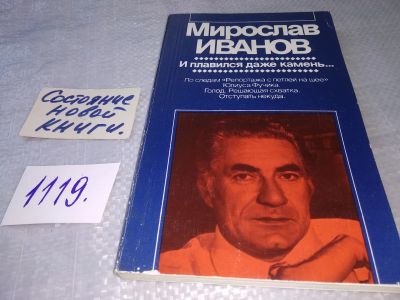 Мирослав
ИВАНОВ
И плавился даже камень...
По следам «Репортажа с петлей на шее»
Юлиуса Фучика.
Голод. Решающая схватка.
Отступать некуда.
Состояние
новой
книги.
1119.